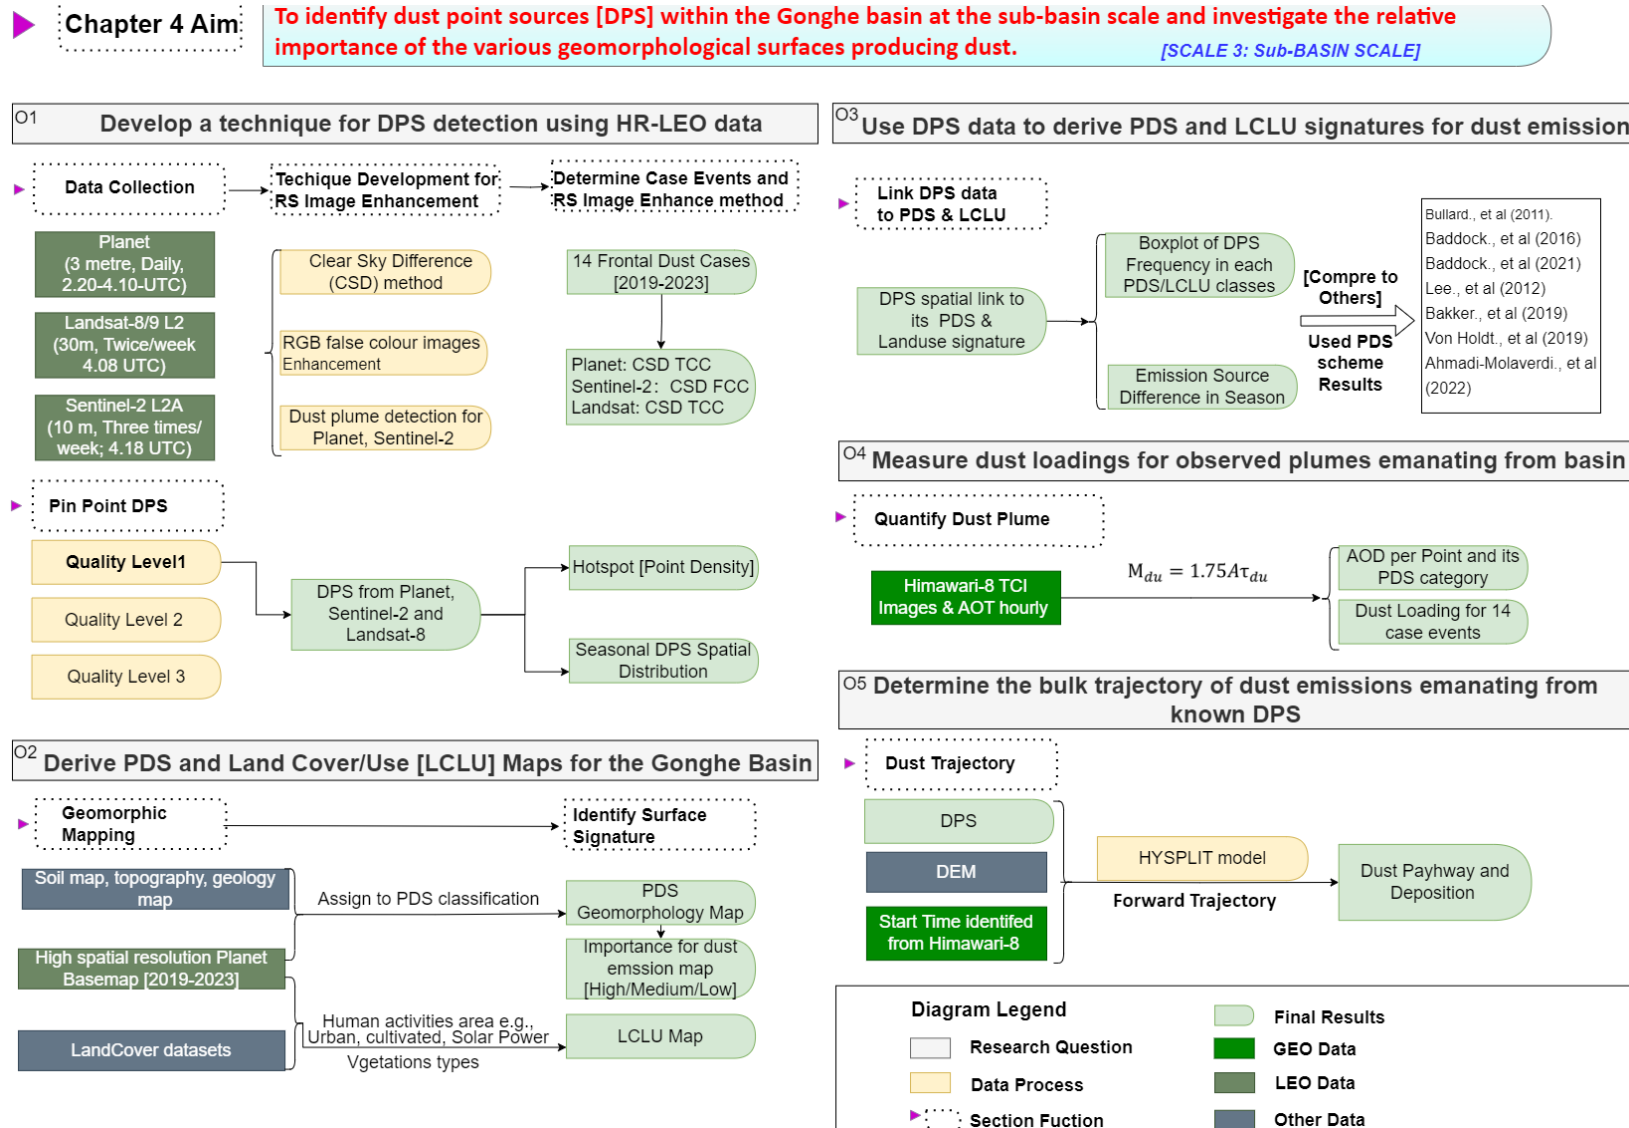 Chapter 4 Aim
To identify dust point sources [DPS] within the Gonghe basin at the sub-basin scale and investigate the relative
importance of the various geomorphological surfaces producing dust.
[SCALE 3: Sub-BASIN SCALE]
O1
Develop a technique for DPS detection using HR-LEO data
Data Collection
Techique Development for
RS Image Enhancement
Determine Case Events and
RS Image Enhance method
Planet
(3 metre, Daily,
2.20-4.10-UTC)
Landsat-8/9 L2
(30m, Twice/week
4.08 UTC)
Sentinel-2 L2A
(10 m, Three times/
week; 4.18 UTC)
Clear Sky Difference
(CSD) method
RGB false colour images
Enhancement
Dust plume detection for
Planet, Sentinel-2
14 Frontal Dust Cases
[2019-2023]
Planet: CSD TCC
Sentinel-2: CSD FCC
Landsat: CSD TCC
Pin Point DPS
Quality Level1
Quality Level 2
Quality Level 3
DPS from Planet,
Sentinel-2 and
Landsat-8
Hotspot [Point Density]
Seasonal DPS Spatial
Distribution
O2
Derive PDS and Land Cover/Use [LCLU] Maps for the Gonghe Basin
Geomorphic
Mapping
Identify Surface
Signature
Soil map, topography, geology
map
High spatial resolution Planet
Basemap [2019-2023]
LandCover datasets
Assign to PDS classification
Human activities area e.g.,
Urban, cultivated, Solar Power
Vgetations types
PDS
Geomorphology Map
Importance for dust
emssion map
[High/Medium/Low]
LCLU Map
O3
Use DPS data to derive PDS and LCLU signatures for dust emission
Link DPS data
to PDS & LCLU
DPS spatial link to
its PDS &
Landuse signature
Boxplot of DPS
Frequency in each
PDS/LCLU classes
Emission Source
Difference in Season
[Compre to
Others]
Used PDS
scheme
Results
Bullard., et al (2011).
Baddock., et al (2016)
Baddock., et al (2021)
Lee., et al (2012)
Bakker., et al (2019)
Von Holdt., et al (2019)
Ahmadi-Molaverdi., et al
(2022)
O4
Measure dust loadings for observed plumes emanating from basin
Quantify Dust Plume
Himawari-8 TCI
Images & AOT hourly
M_du = 1.75Aτ_du
AOD per Point and its
PDS category
Dust Loading for 14
case events
O5
Determine the bulk trajectory of dust emissions emanating from
known DPS
Dust Trajectory
DPS
DEM
Start Time identifed
from Himawari-8
HYSPLIT model
Forward Trajectory
Dust Payhway and
Deposition
Diagram Legend
Research Question
Data Process
Section Fuction
Final Results
GEO Data
LEO Data
Other Data